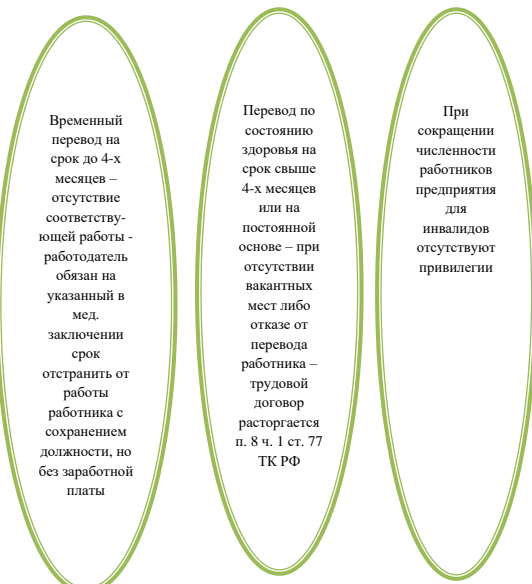 Временный
перевод на
срок до 4-х
месяцев –
отсутствие
соответству-
ющей работы -
работодатель
обязан на
указанный в
мед.
заключении
срок
отстранить от
работы
работника с
сохранением
должности, но
без заработной
платы
Перевод по
состоянию
здоровья на
срок свыше
4-х месяцев
или на
постоянной
основе – при
отсутствии
вакантных
мест либо
отказе от
перевода
работника –
трудовой
договор
расторгается
п. 8 ч. 1 ст. 77
ТК РФ
При
сокращении
численности
работников
предприятия
для
инвалидов
отсутствуют
привилегии